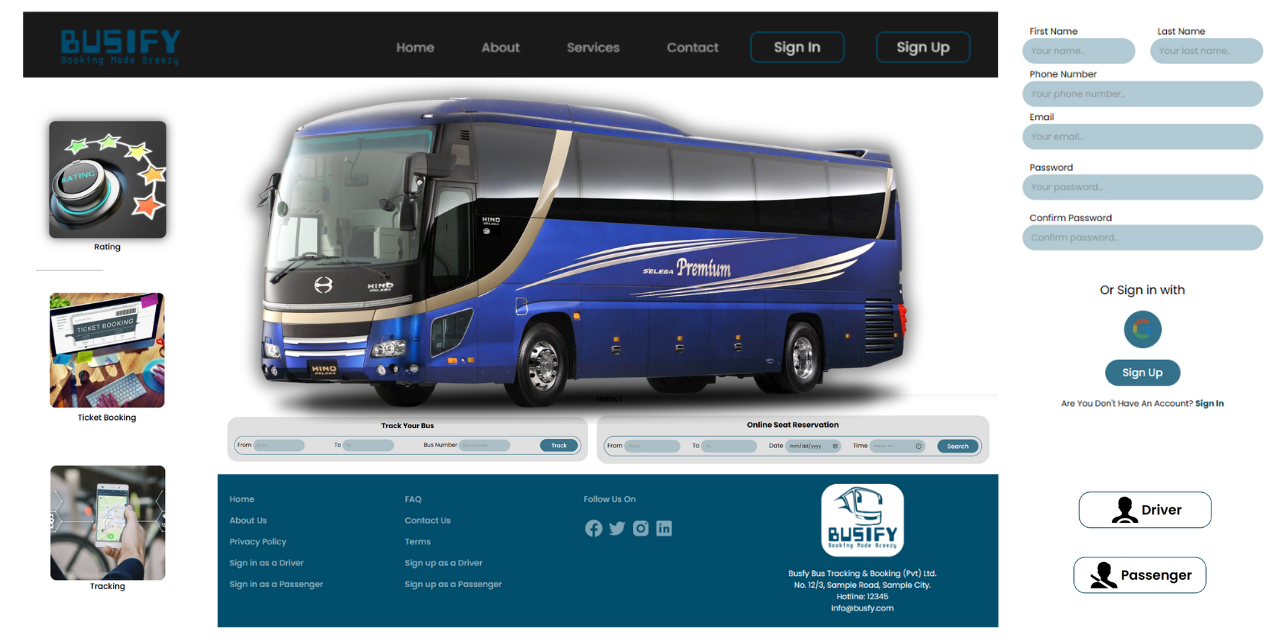 BUSIFY
Booking Made Breezy
Home About Services Contact Sign In Sign Up
RATING
Rating
TICKET BOOKING
Ticket Booking
Tracking
HINO
SELEGA
SELEGA Premium
HINO
SELEGA
HINO
SELEGA
Hello, !
Track Your Bus
From To Bus Number Track
Online Seat Reservation
From To Date mm/dd/yyyy Time --:-- -- Search
Home FAQ Follow Us On
About Us Contact Us
Privacy Policy Terms
Sign in as a Driver Sign up as a Driver
Sign in as a Passenger Sign up as a Passenger
BUSIFY
Booking Made Breezy
Busfy Bus Tracking & Booking (Pvt) Ltd.
No. 12/3, Sample Road, Sample City.
Hotline: 12345
info@busfy.com
First Name Last Name
Your name.. Your last name..
Phone Number
Your phone number..
Email
Your email..
Password
Your password..
Confirm Password
Confirm password..
Or Sign in with
Sign Up
Are You Don't Have An Account? Sign In
Driver
Passenger